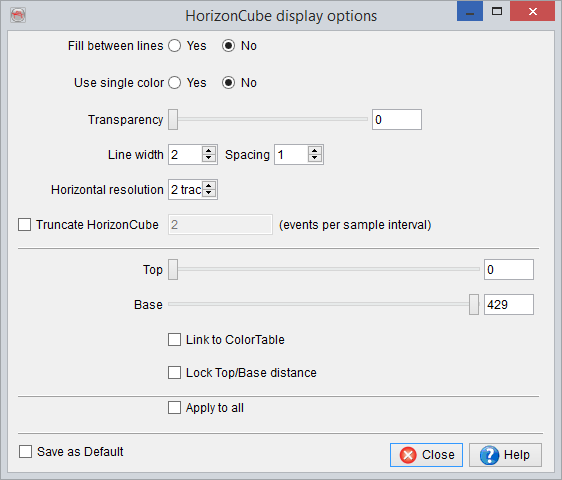 HorizonCube display options
Fill between lines Yes No
Use single color Yes No
Transparency 0
Line width 2 Spacing 1
Horizontal resolution 2 trac
Truncate HorizonCube 2 (events per sample interval)
Top 0
Base 429
Link to ColorTable
Lock Top/Base distance
Apply to all
Save as Default Close Help